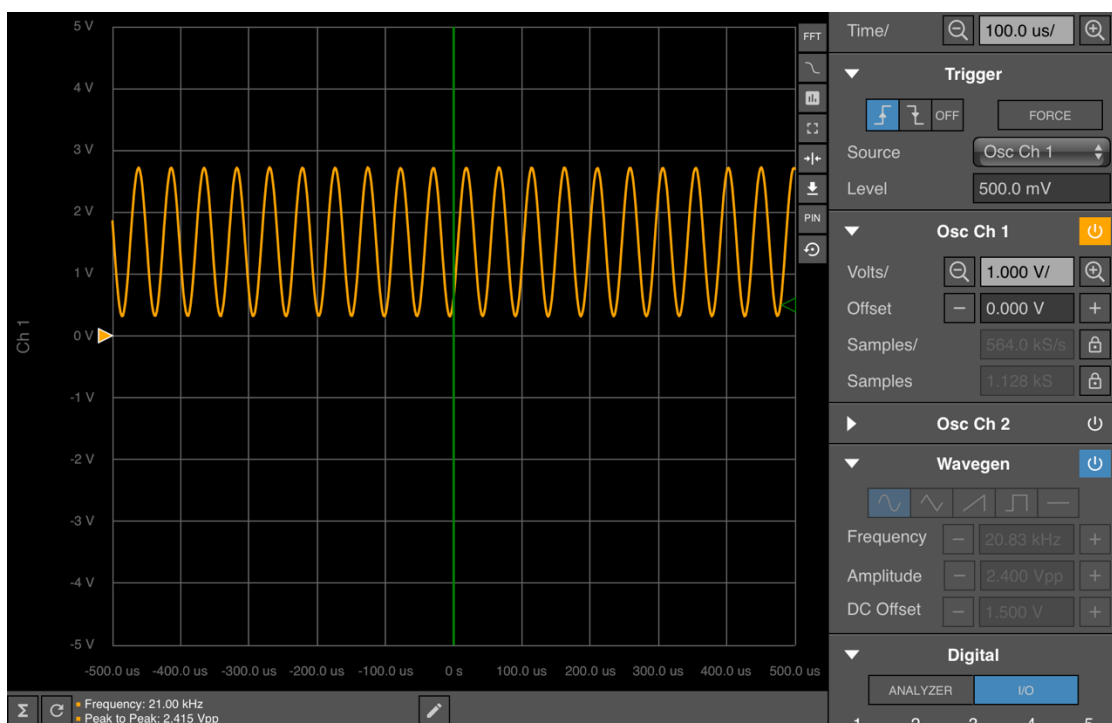 5 V
4 V
3 V
2 V
1 V
0 V
-1 V
-2 V
-3 V
-4 V
-5 V
Ch 1
-500.0 us -400.0 us -300.0 us -200.0 us -100.0 us 0 s 100.0 us 200.0 us 300.0 us 400.0 us 500.0 us
Σ
Frequency: 21.00 kHz
Peak to Peak: 2.415 Vpp
FFT
PIN
Time/ 100.0 us/
Trigger
OFF FORCE
Source Osc Ch 1
Level 500.0 mV
Osc Ch 1
Volts/ 1.000 V/
Offset − 0.000 V +
Samples/ 564.0 kS/s
Samples 1.128 kS
Osc Ch 2
Wavegen
Frequency − 20.83 kHz +
Amplitude − 2.400 Vpp +
DC Offset − 1.500 V +
Digital
ANALYZER I/O
1 2 3 4 5